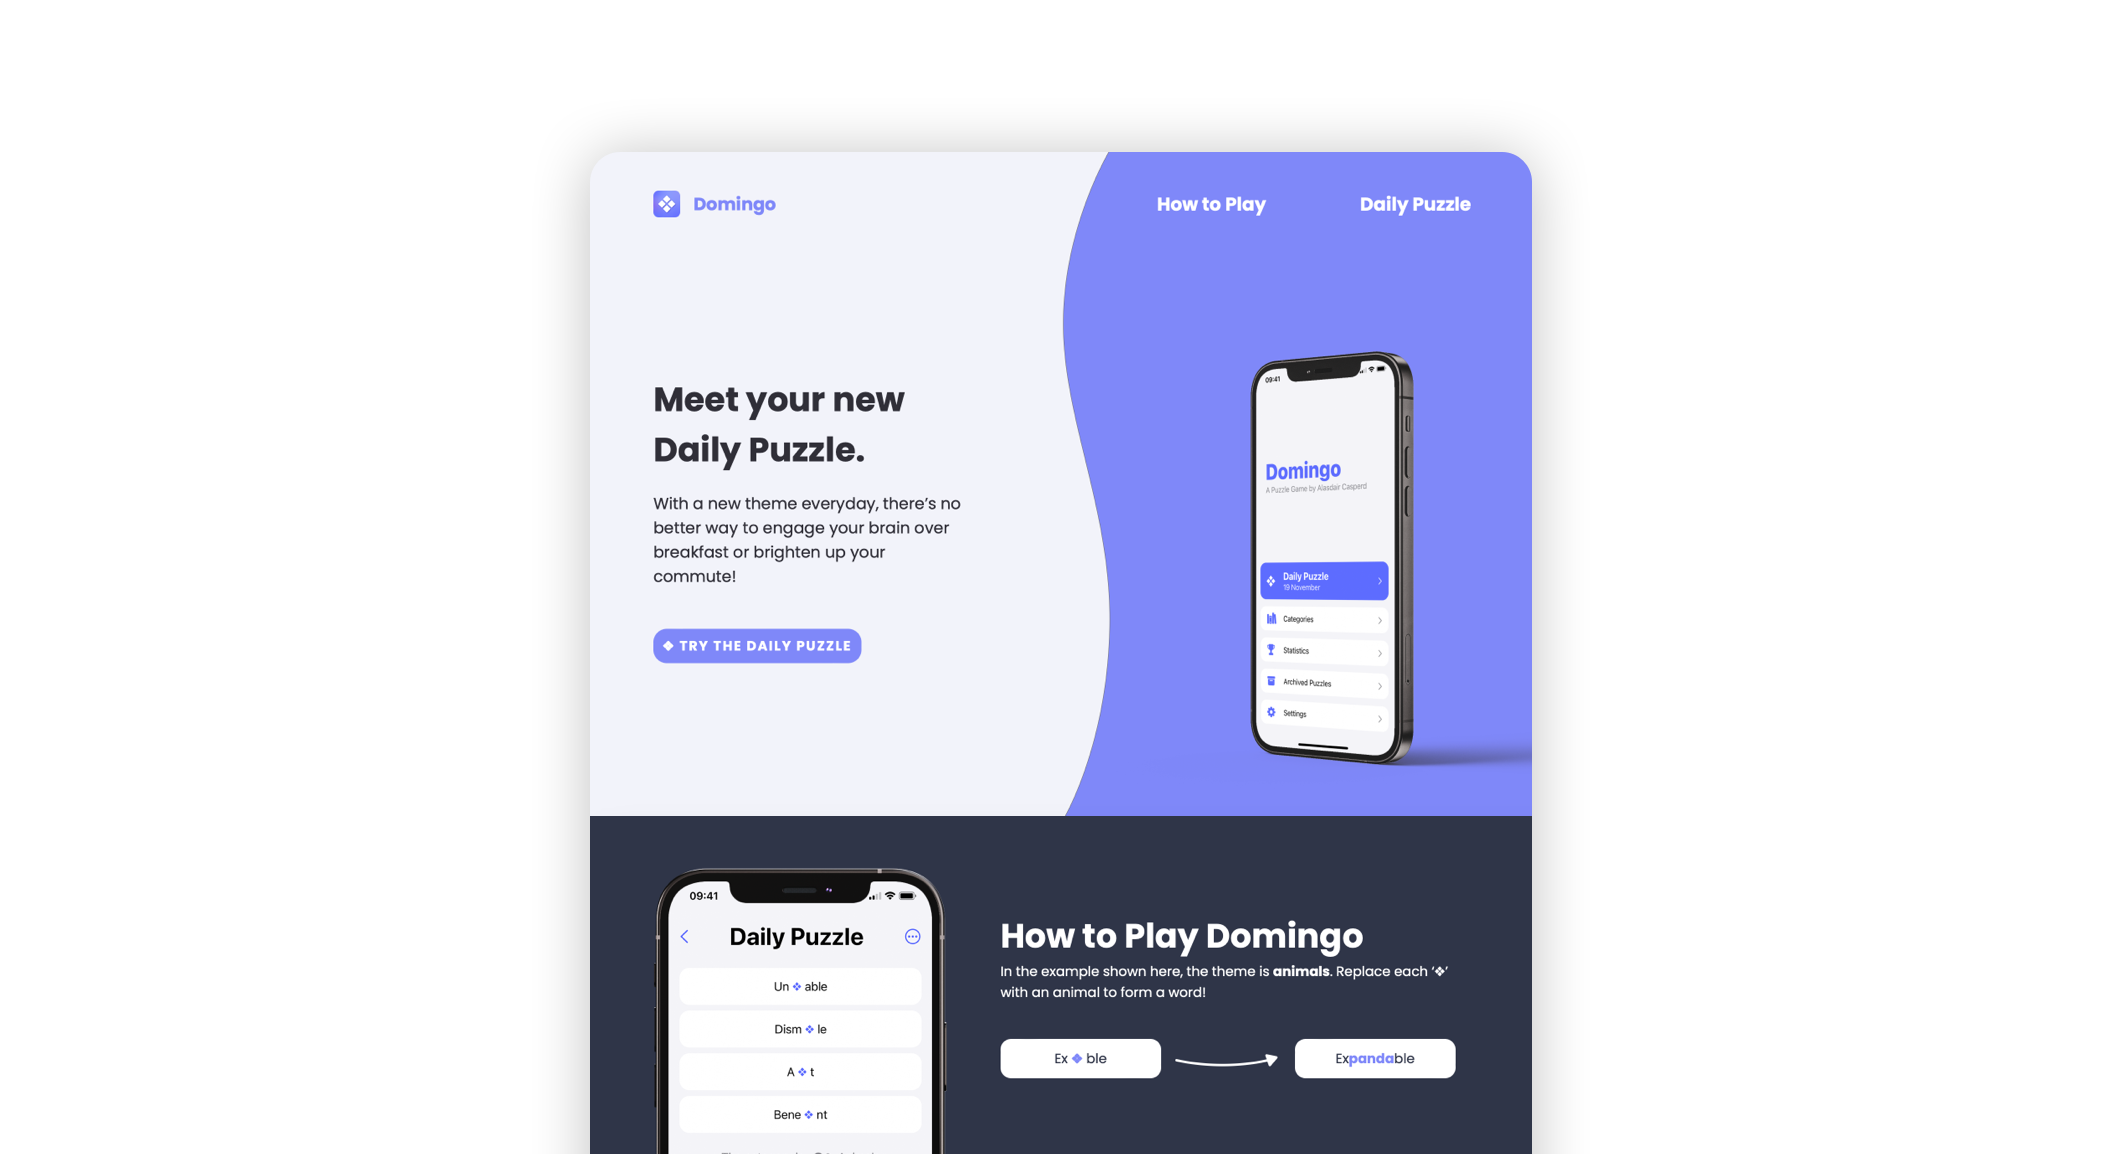 Domingo
How to Play
Daily Puzzle
Meet your new
Daily Puzzle.
With a new theme everyday, there's no
better way to engage your brain over
breakfast or brighten up your
commute!
❖ TRY THE DAILY PUZZLE
09:41
Domingo
A Puzzle Game by Alasdair Casperd
Daily Puzzle
19 November
Categories
Statistics
Archived Puzzles
Settings
09:41
Daily Puzzle
Un ❖ able
Dism ❖ le
A ❖ t
Bene ❖ nt
How to Play Domingo
In the example shown here, the theme is animals. Replace each ‘❖’
with an animal to form a word!
Ex ❖ ble
Expandable